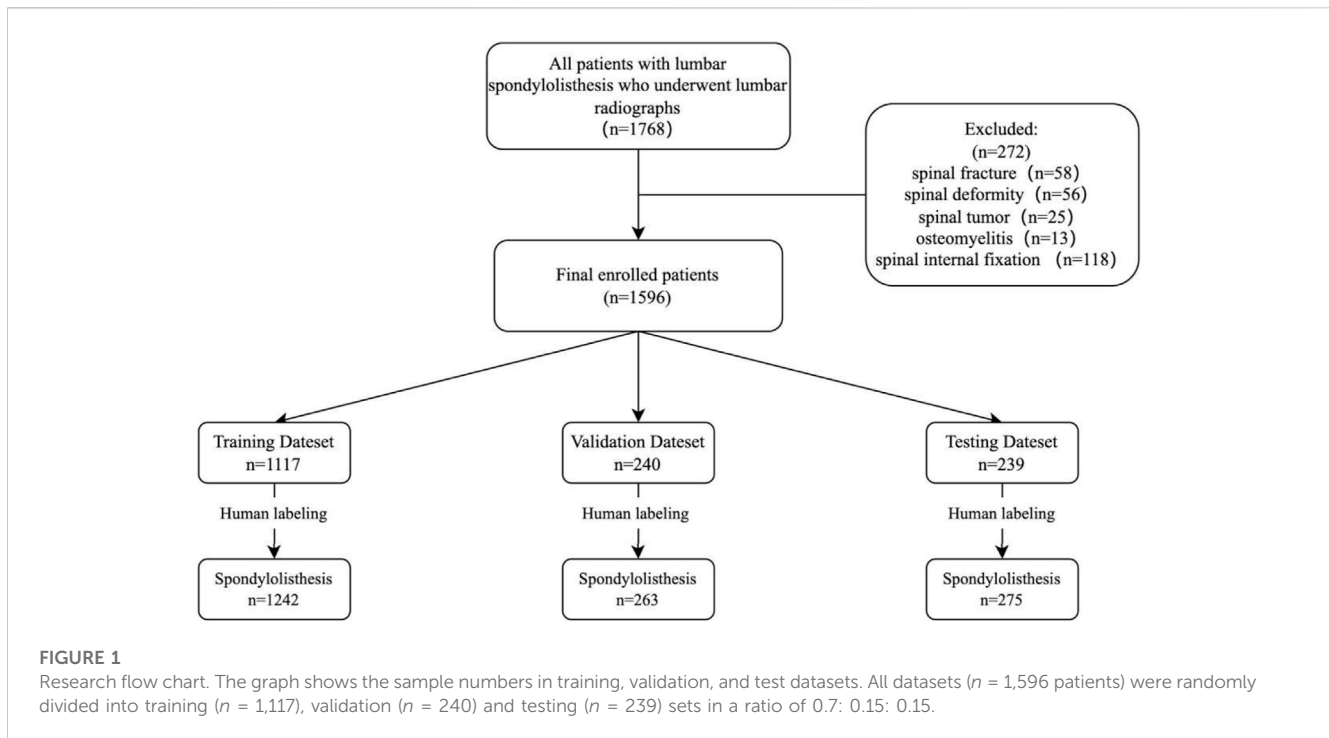 All patients with lumbar
spondylolisthesis who underwent lumbar
radiographs
(n=1768)
Excluded:
(n=272)
spinal fracture (n=58)
spinal deformity (n=56)
spinal tumor (n=25)
osteomyelitis (n=13)
spinal internal fixation (n=118)
Final enrolled patients
(n=1596)
Training Dateset
n=1117
Validation Dateset
n=240
Testing Dateset
n=239
Human labeling
Human labeling
Human labeling
Spondylolisthesis
n=1242
Spondylolisthesis
n=263
Spondylolisthesis
n=275
FIGURE 1
Research flow chart. The graph shows the sample numbers in training, validation, and test datasets. All datasets (n = 1,596 patients) were randomly
divided into training (n = 1,117), validation (n = 240) and testing (n = 239) sets in a ratio of 0.7: 0.15: 0.15.